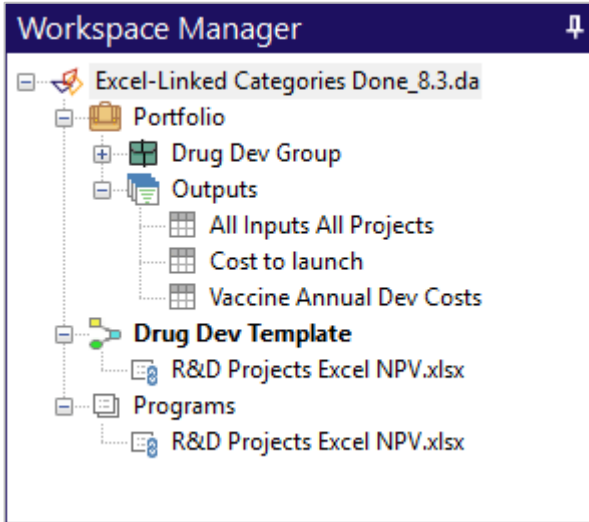 Workspace Manager
Excel-Linked Categories Done_8.3.da
Portfolio
Drug Dev Group
Outputs
All Inputs All Projects
Cost to launch
Vaccine Annual Dev Costs
Drug Dev Template
R&D Projects Excel NPV.xlsx
Programs
R&D Projects Excel NPV.xlsx